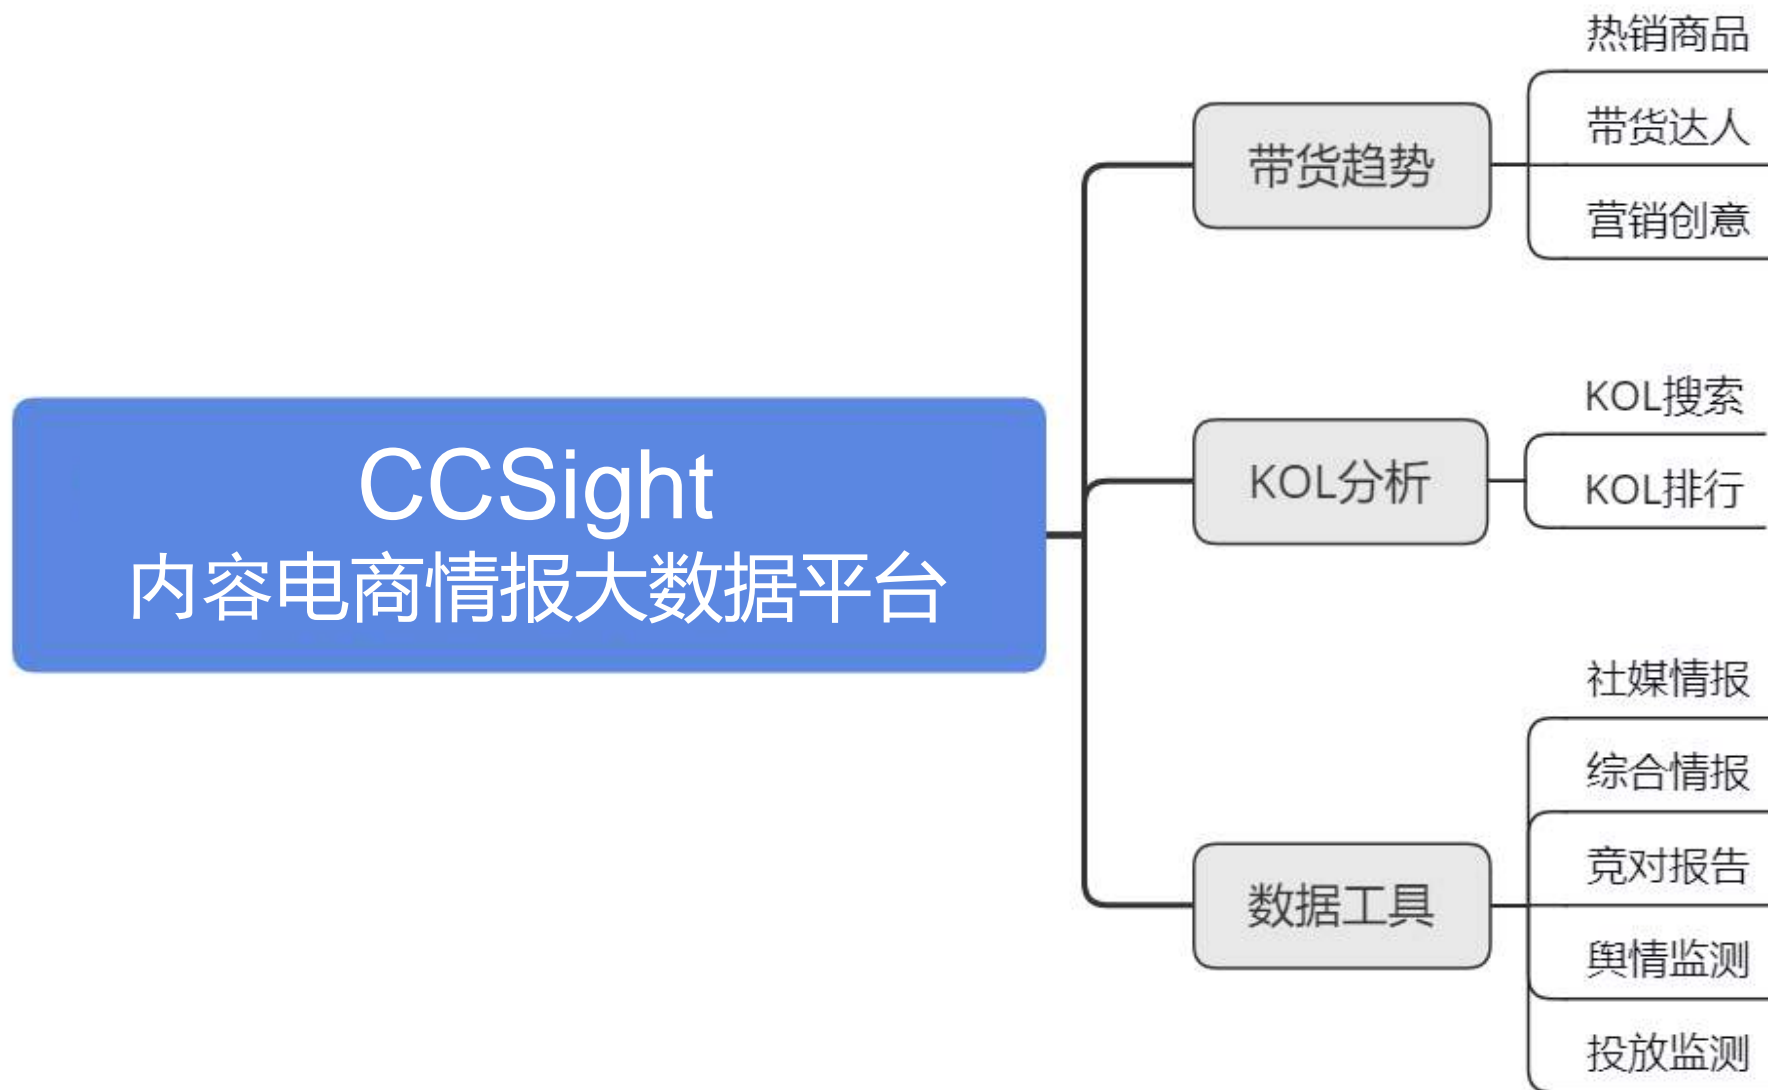 CCSight
内容电商情报大数据平台
带货趋势
热销商品
带货达人
营销创意
KOL分析
KOL搜索
KOL排行
数据工具
社媒情报
综合情报
竞对报告
舆情监测
投放监测